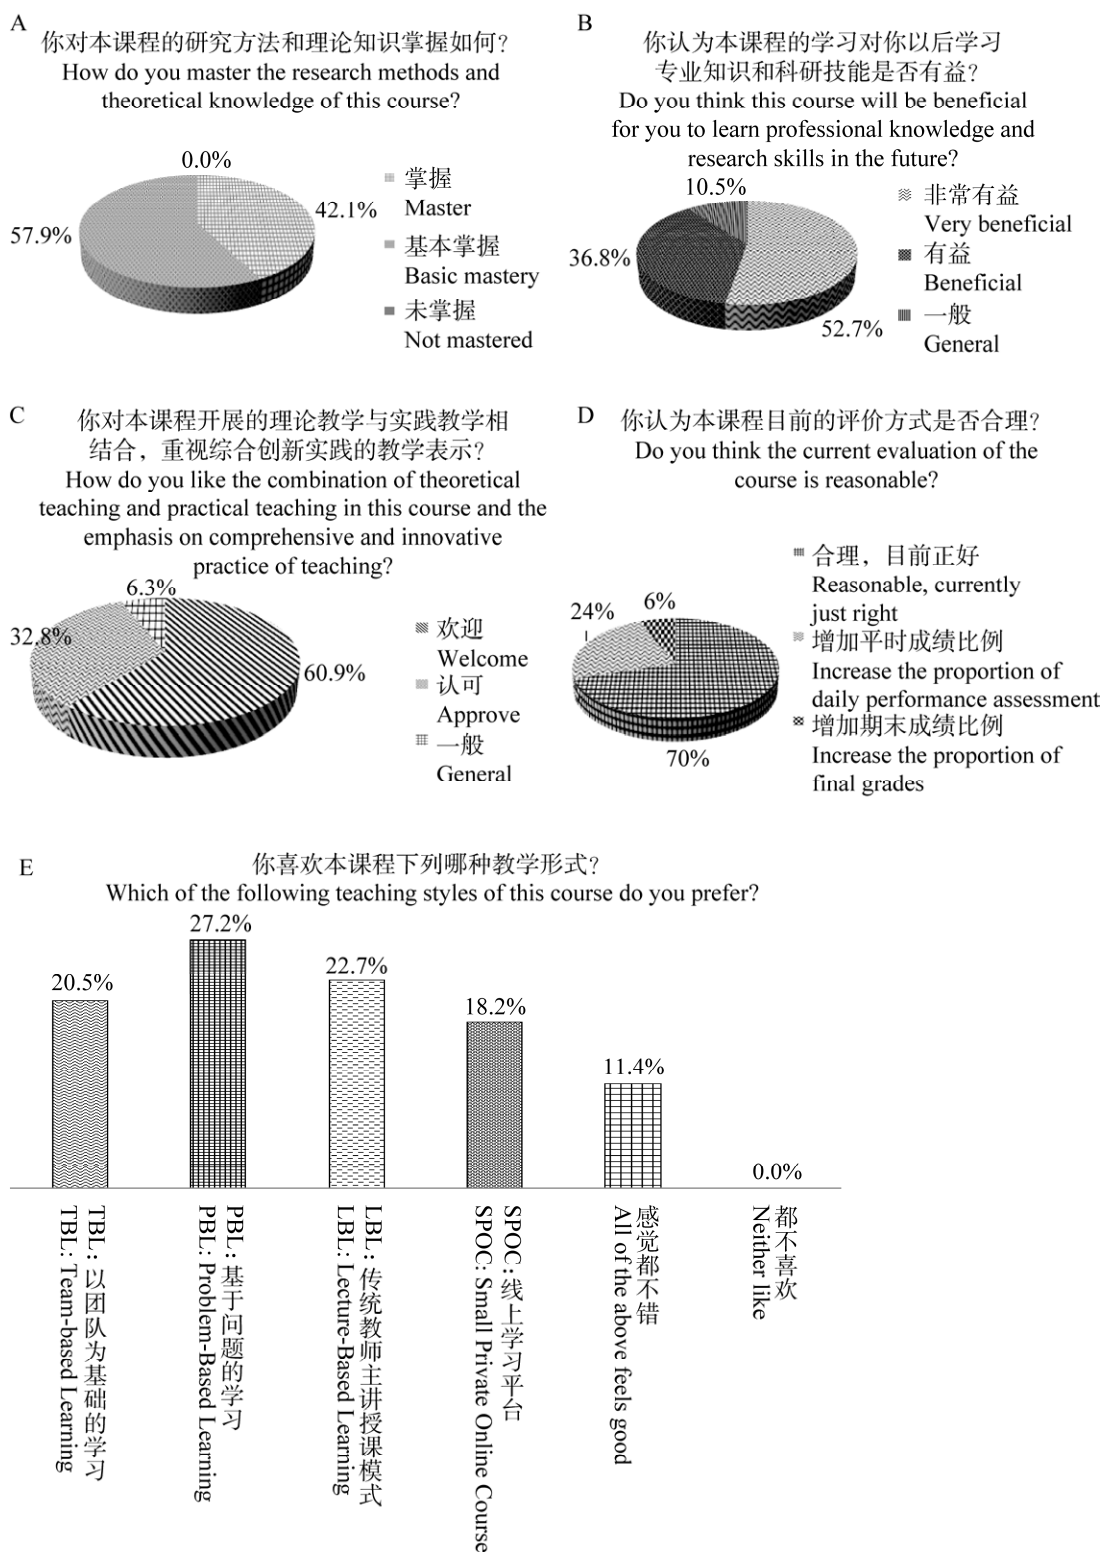 A
你对本课程的研究方法和理论知识掌握如何？
How do you master the research methods and
theoretical knowledge of this course?
0.0%
42.1%
57.9%
掌握
Master
基本掌握
Basic mastery
未掌握
Not mastered
B
你认为本课程的学习对你以后学习
专业知识和科研技能是否有益？
Do you think this course will be beneficial
for you to learn professional knowledge and
research skills in the future?
10.5%
36.8%
52.7%
非常有益
Very beneficial
有益
Beneficial
一般
General
C
你对本课程开展的理论教学与实践教学相
结合，重视综合创新实践的教学表示？
How do you like the combination of theoretical
teaching and practical teaching in this course and the
emphasis on comprehensive and innovative
practice of teaching?
6.3%
32.8%
60.9%
欢迎
Welcome
认可
Approve
一般
General
D
你认为本课程目前的评价方式是否合理？
Do you think the current evaluation of the
course is reasonable?
24%
6%
70%
合理，目前正好
Reasonable, currently
just right
增加平时成绩比例
Increase the proportion of
daily performance assessment
增加期末成绩比例
Increase the proportion of
final grades
E
你喜欢本课程下列哪种教学形式？
Which of the following teaching styles of this course do you prefer?
20.5%
27.2%
22.7%
18.2%
11.4%
0.0%
TBL：以团队为基础的学习
TBL: Team-based Learning
PBL：基于问题的学习
PBL: Problem-Based Learning
LBL：传统教师主讲授课模式
LBL: Lecture-Based Learning
SPOC：线上学习平台
SPOC: Small Private Online Course
感觉都不错
All of the above feels good
都不喜欢
Neither like